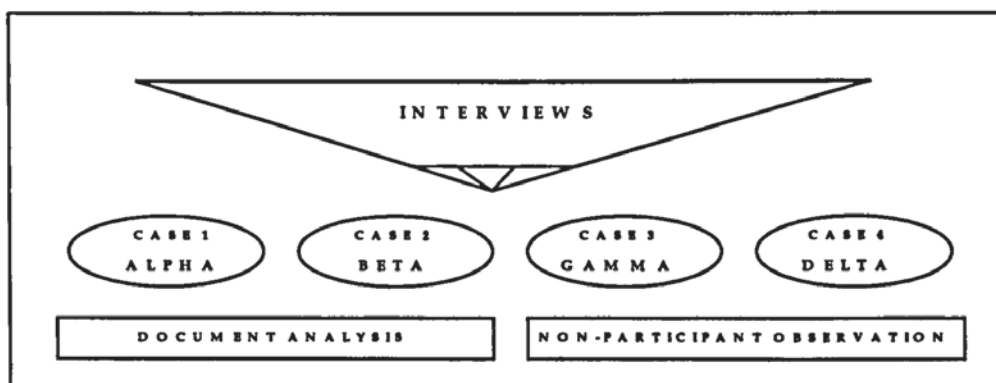 INTERVIEWS
CASE 1
ALPHA
CASE 2
BETA
CASE 3
GAMMA
CASE 4
DELTA
DOCUMENT ANALYSIS
NON-PARTICIPANT OBSERVATION